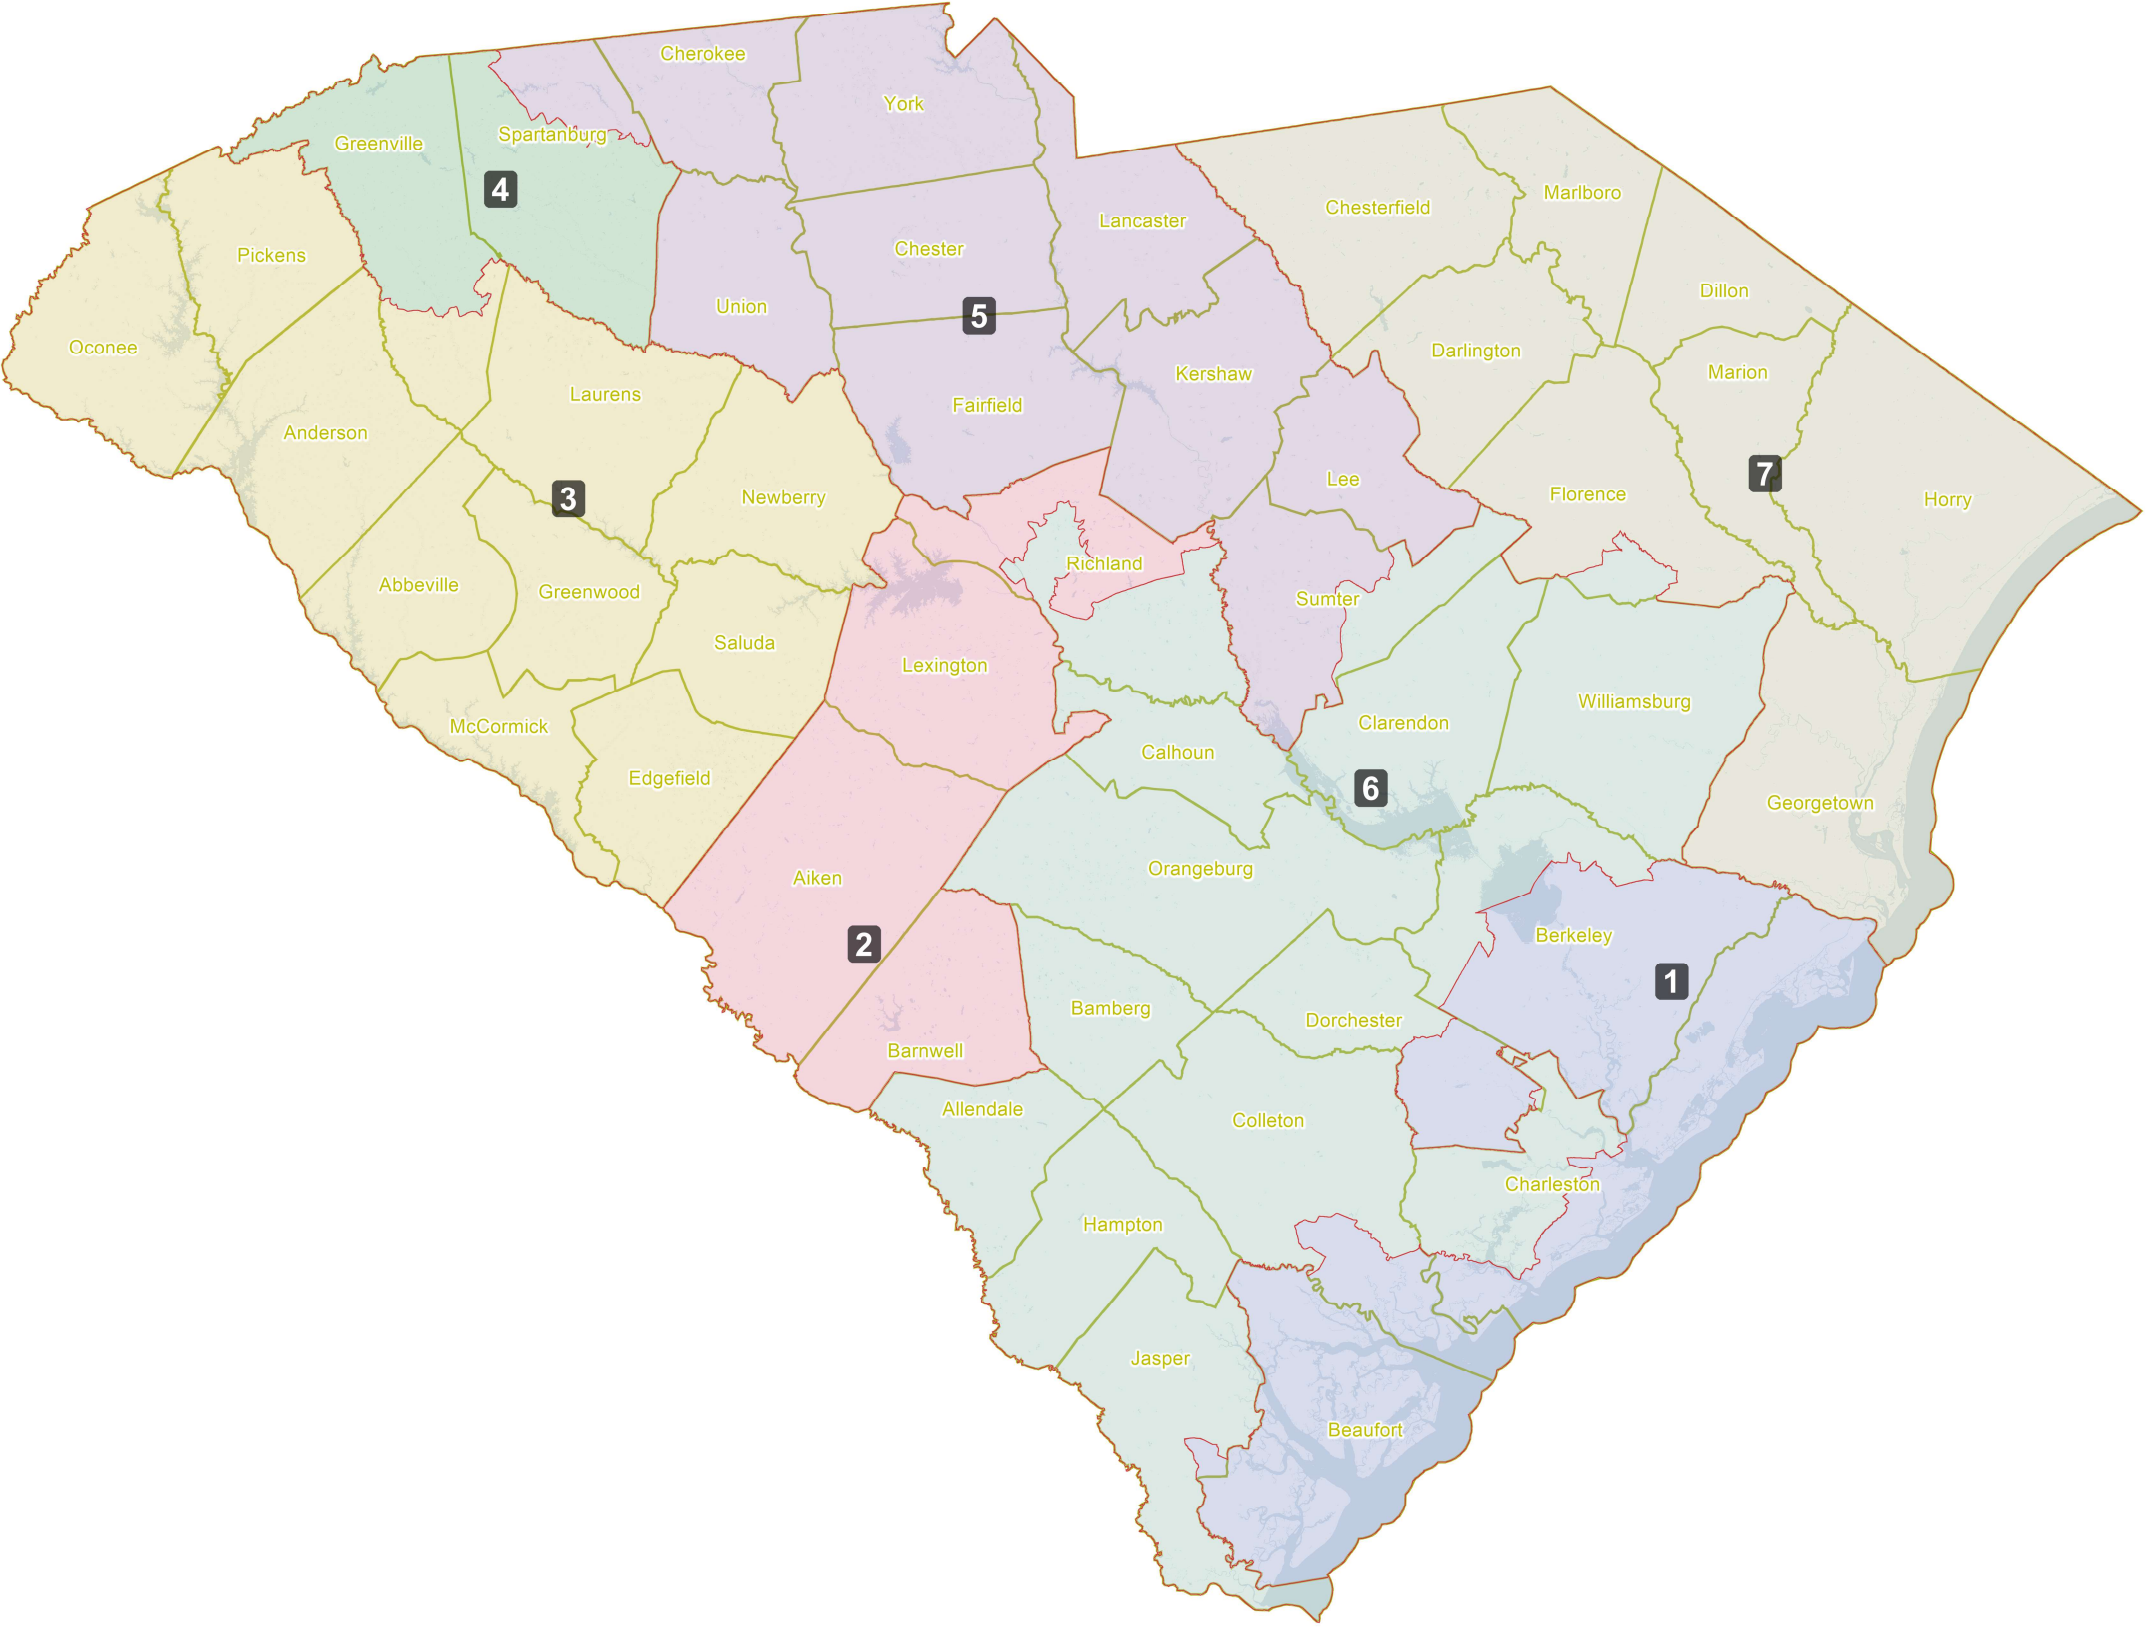 Cherokee
York
Greenville
Spartanburg
4
Marlboro
Chesterfield
Lancaster
Pickens
Chester
Dillon
Union
5
Oconee
Darlington
Marion
Kershaw
Laurens
Fairfield
Anderson
7
Lee
3
Newberry
Florence
Horry
Richland
Abbeville
Greenwood
Sumter
Saluda
Lexington
Williamsburg
McCormick
Clarendon
Calhoun
Edgefield
6
Georgetown
Orangeburg
Aiken
2
Berkeley
1
Bamberg
Dorchester
Barnwell
Allendale
Colleton
Charleston
Hampton
Jasper
Beaufort